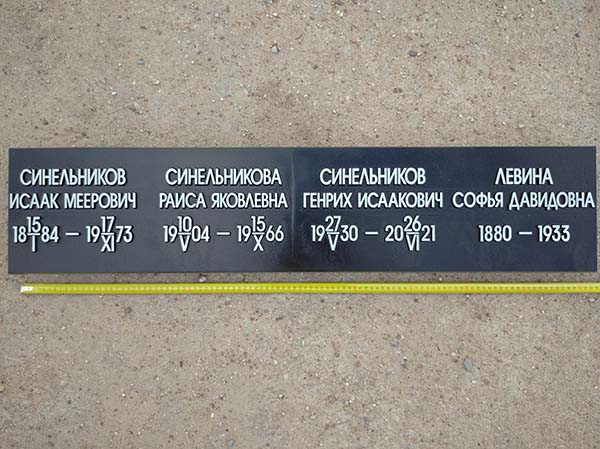 СИНЕЛЬНИКОВ
ИСААК МЕЕРОВИЧ
18 15/I 84 — 19 17/XI 73
СИНЕЛЬНИКОВА
РАИСА ЯКОВЛЕВНА
19 10/V 04 — 19 15/X 66
СИНЕЛЬНИКОВ
ГЕНРИХ ИСААКОВИЧ
19 27/V 30 — 20 26/VI 21
ЛЕВИНА
СОФЬЯ ДАВИДОВНА
1880 — 1933